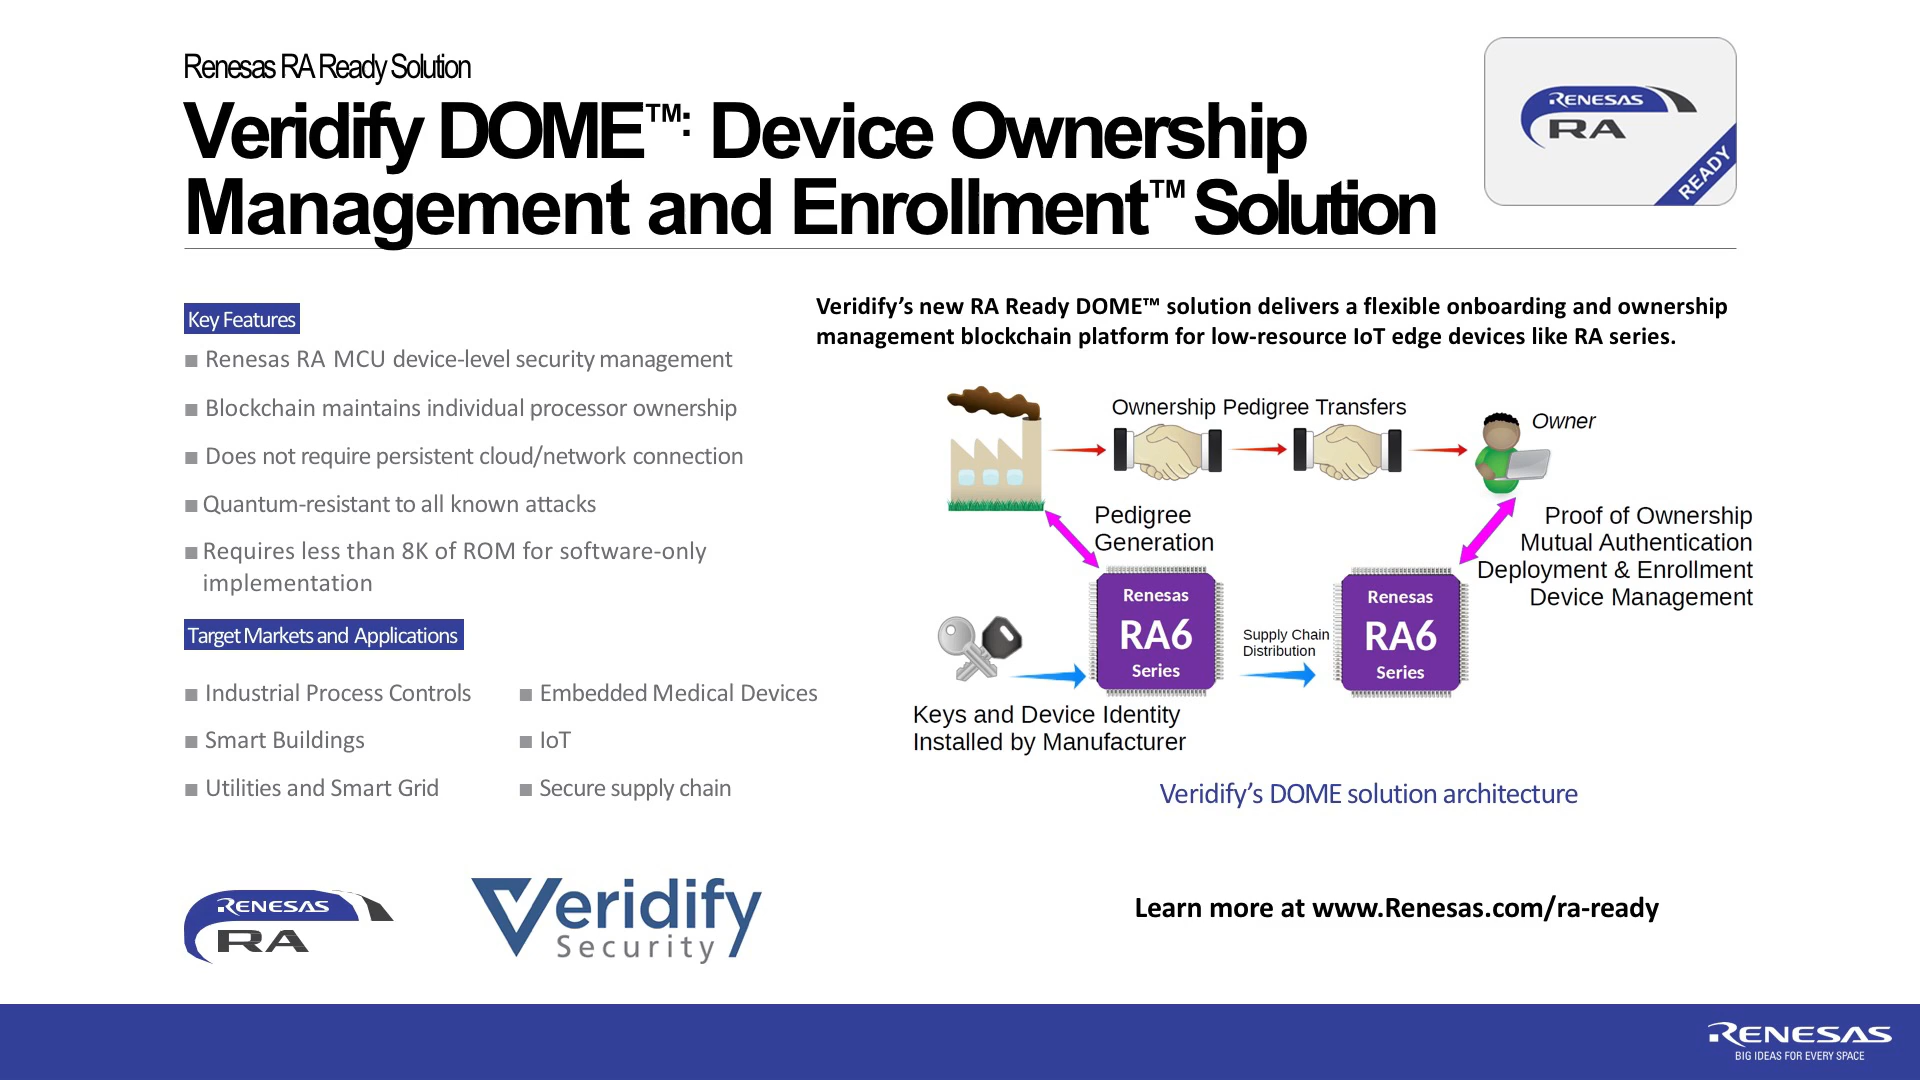 Renesas RA Ready Solution
Veridify DOME™: Device Ownership
Management and Enrollment™ Solution
RENESAS
RA
READY
Key Features
■ Renesas RA MCU device-level security management
■ Blockchain maintains individual processor ownership
■ Does not require persistent cloud/network connection
■ Quantum-resistant to all known attacks
■ Requires less than 8K of ROM for software-only
implementation
Target Markets and Applications
■ Industrial Process Controls
■ Smart Buildings
■ Utilities and Smart Grid
■ Embedded Medical Devices
■ IoT
■ Secure supply chain
Veridify’s new RA Ready DOME™ solution delivers a flexible onboarding and ownership
management blockchain platform for low-resource IoT edge devices like RA series.
Ownership Pedigree Transfers
Owner
Pedigree
Generation
Proof of Ownership
Mutual Authentication
Deployment & Enrollment
Device Management
Renesas
RA6
Series
Supply Chain
Distribution
Renesas
RA6
Series
Keys and Device Identity
Installed by Manufacturer
Veridify’s DOME solution architecture
RENESAS
RA
Veridify
Security
Learn more at www.Renesas.com/ra-ready
RENESAS
BIG IDEAS FOR EVERY SPACE